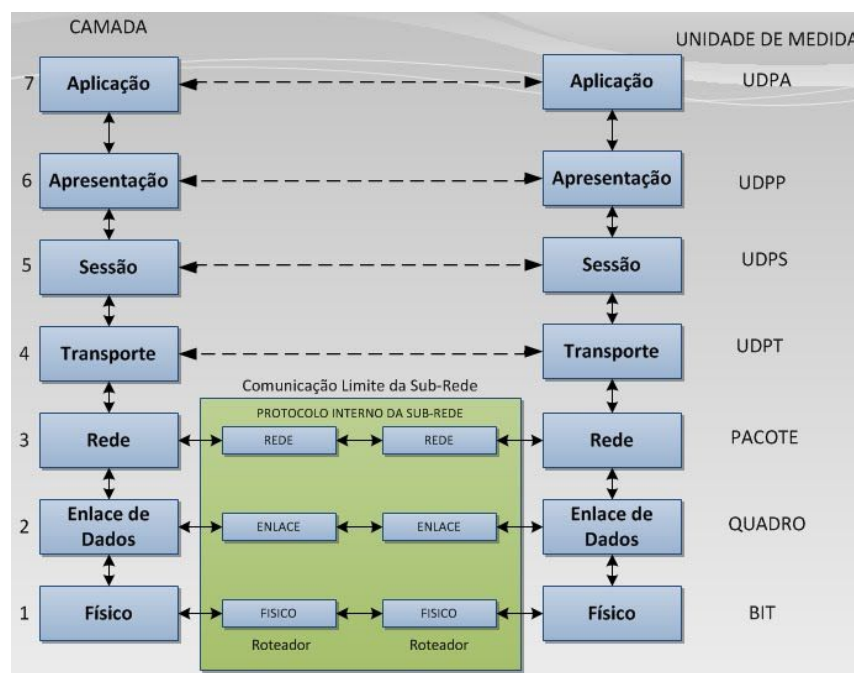 CAMADA
UNIDADE DE MEDIDA
7 Aplicação Aplicação UDPA
6 Apresentação Apresentação UDPP
5 Sessão Sessão UDPS
4 Transporte Transporte UDPT
Comunicação Limite da Sub-Rede
PROTOCOLO INTERNO DA SUB-REDE
3 Rede REDE REDE Rede PACOTE
2 Enlace de Dados ENLACE ENLACE Enlace de Dados QUADRO
1 Físico FISICO FISICO Físico BIT
Roteador Roteador